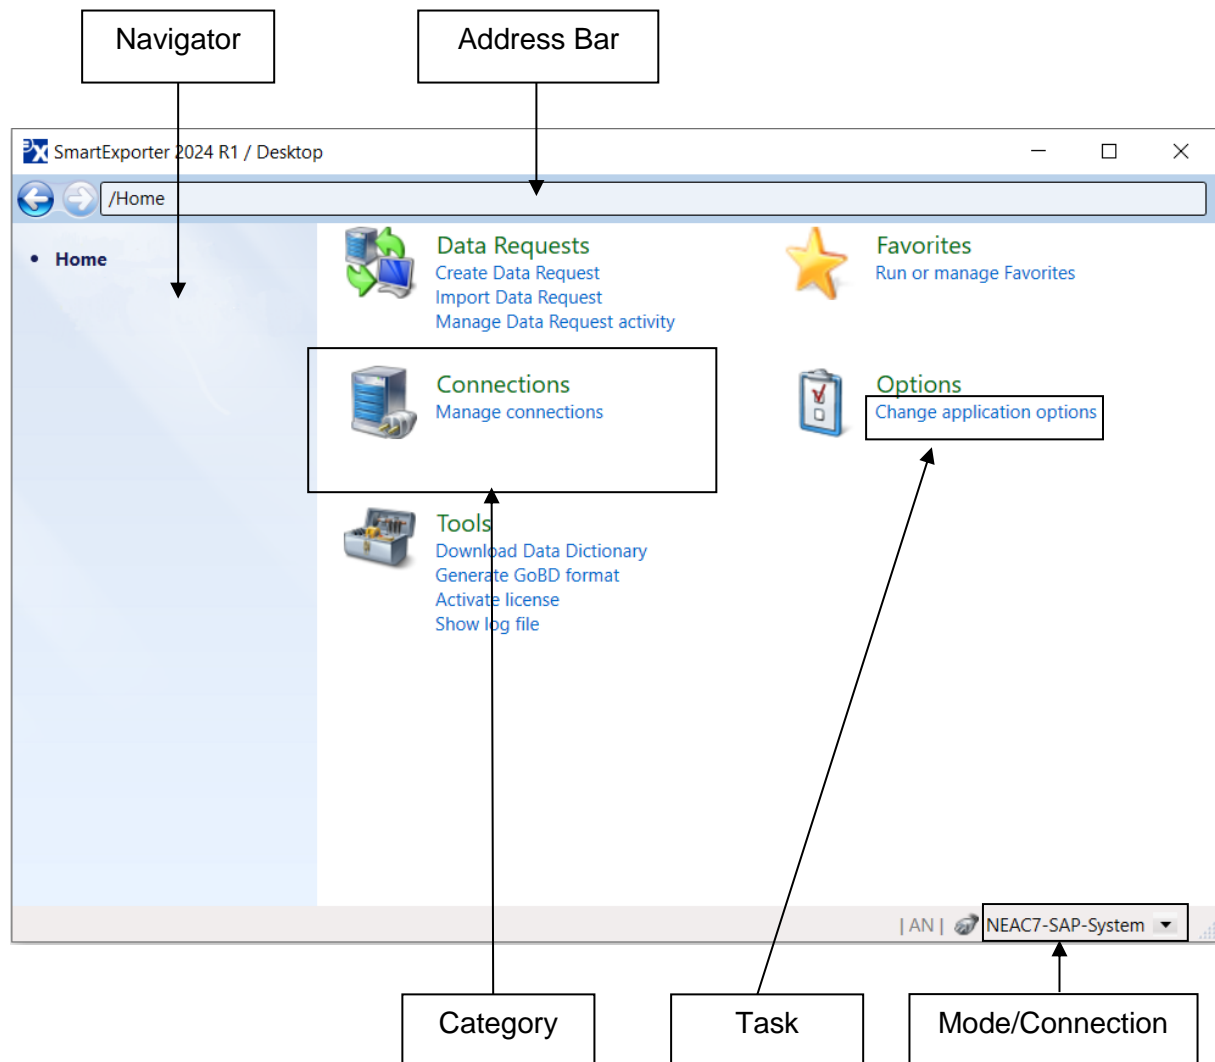 Navigator
Address Bar
SmartExporter 2024 R1 / Desktop
/Home
• Home
Data Requests
Create Data Request
Import Data Request
Manage Data Request activity
Favorites
Run or manage Favorites
Connections
Manage connections
Options
Change application options
Tools
Download Data Dictionary
Generate GoBD format
Activate license
Show log file
| AN | NEAC7-SAP-System
Category
Task
Mode/Connection